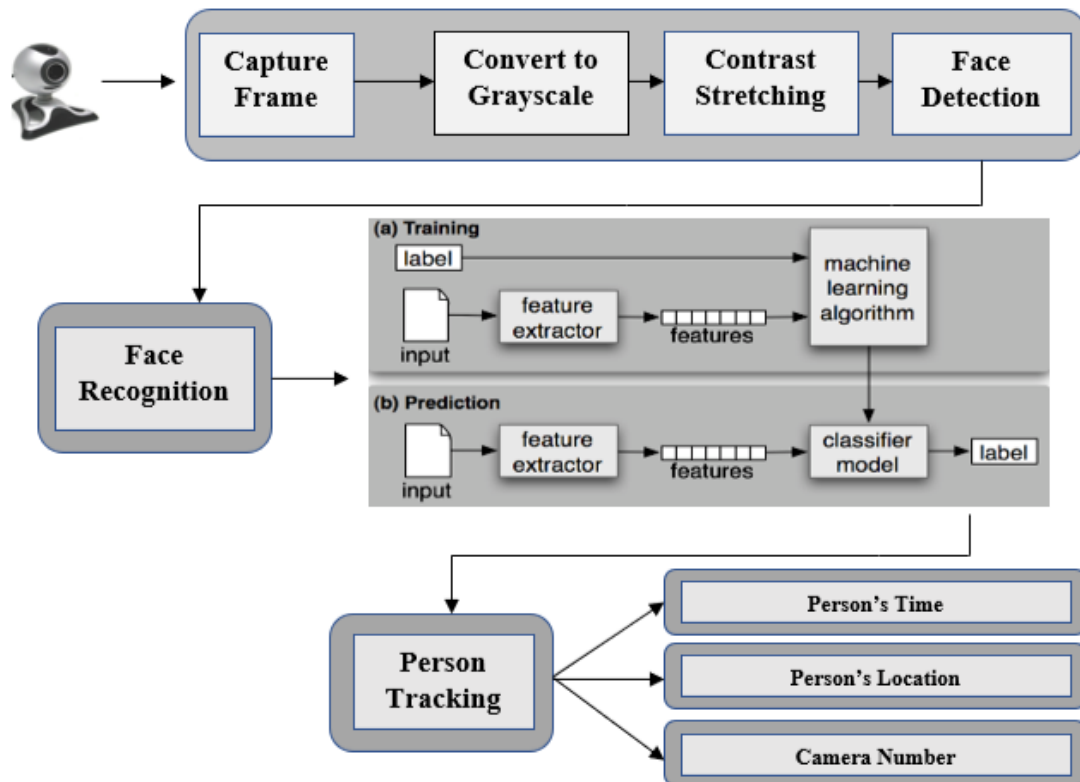 Capture
Frame
Convert to
Grayscale
Contrast
Stretching
Face
Detection
(a) Training
label
machine
learning
algorithm
feature
extractor
input
features
Face
Recognition
(b) Prediction
feature
extractor
input
features
classifier
model
label
Person
Tracking
Person’s Time
Person’s Location
Camera Number